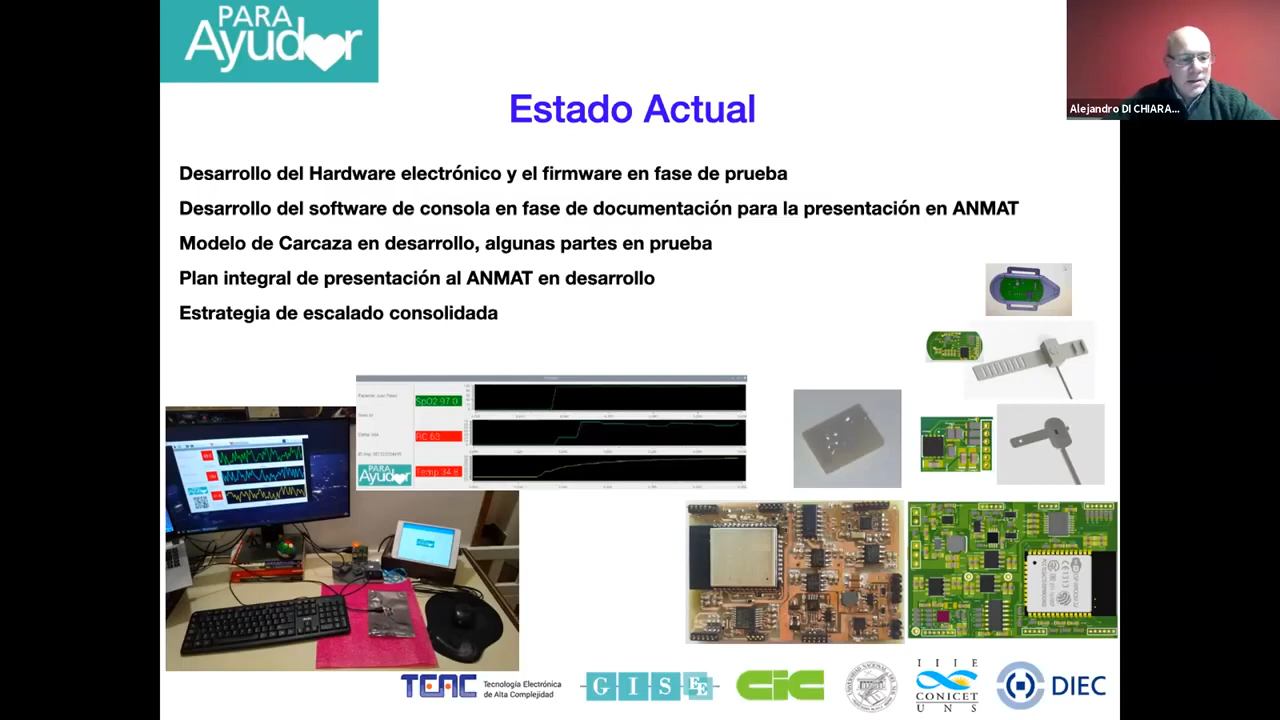 PARA
Ayudar
Alejandro DI CHIARA...
Estado Actual
Desarrollo del Hardware electrónico y el firmware en fase de prueba
Desarrollo del software de consola en fase de documentación para la presentación en ANMAT
Modelo de Carcaza en desarrollo, algunas partes en prueba
Plan integral de presentación al ANMAT en desarrollo
Estrategia de escalado consolidada
SpO2 97.0
RC 63
Temp 34.8
PARA
Ayudar
TEAC Tecnología Electrónica
de Alta Complejidad
GISEE
CIC
IIIE
CONICET
UNS
DIEC